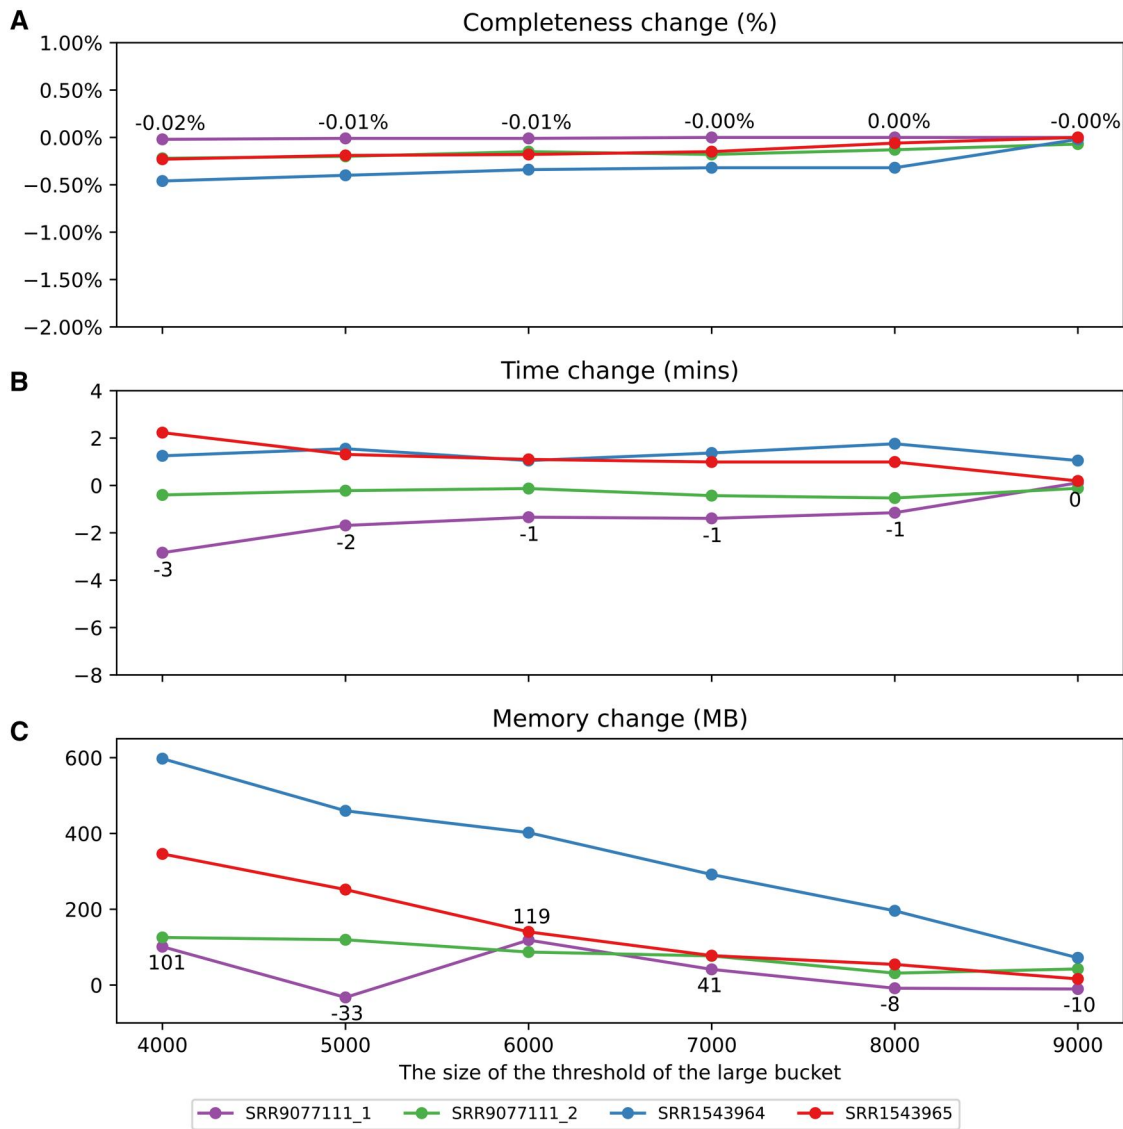 A
Completeness change (%)
1.00%
0.50%
0.00%
−0.50%
−1.00%
−1.50%
−2.00%
-0.02% -0.01% -0.01% -0.00% 0.00% -0.00%
B
Time change (mins)
4
2
0
−2
−4
−6
−8
-3 -2 -1 -1 -1 0
C
Memory change (MB)
600
400
200
0
101 -33 119 41 -8 -10
4000 5000 6000 7000 8000 9000
The size of the threshold of the large bucket
SRR9077111_1 SRR9077111_2 SRR1543964 SRR1543965